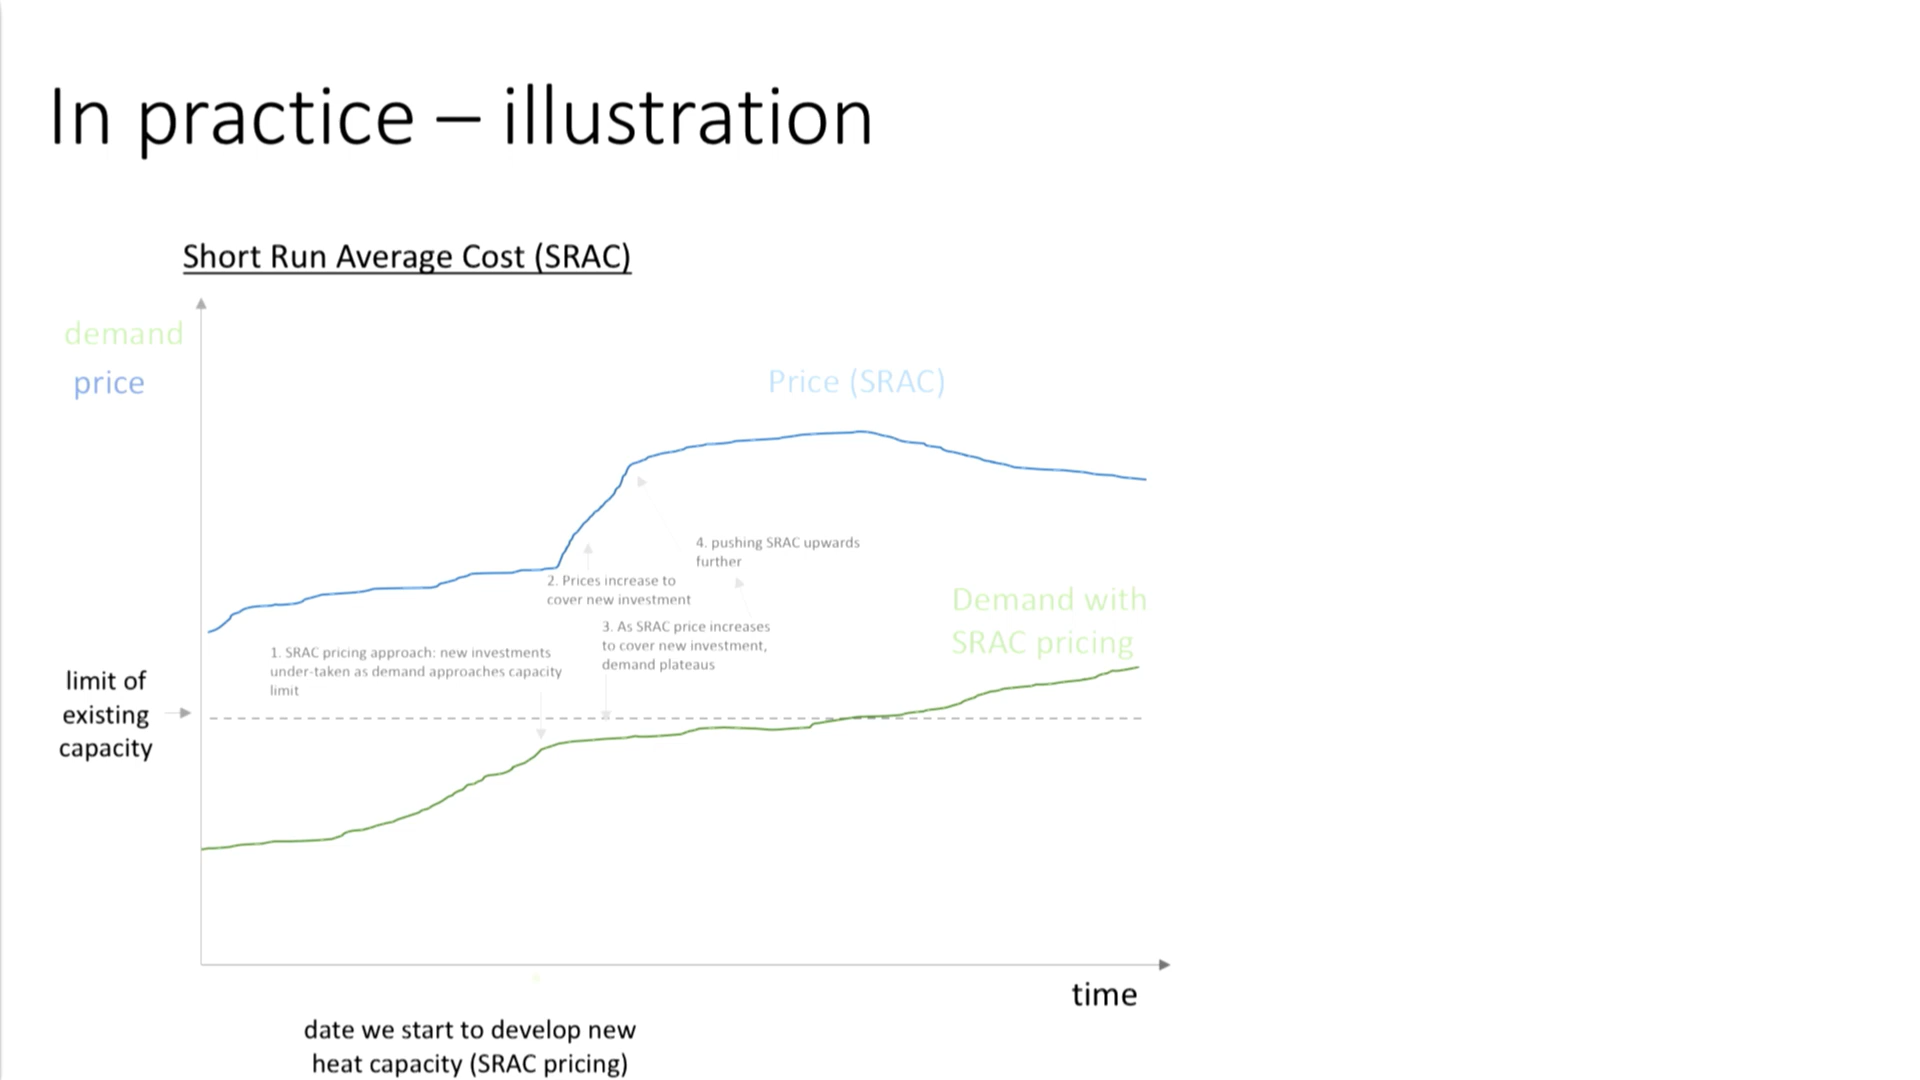 In practice – illustration
Short Run Average Cost (SRAC)
demand
price
Price (SRAC)
4. pushing SRAC upwards
further
2. Prices increase to
cover new investment
Demand with
SRAC pricing
3. As SRAC price increases
to cover new investment,
demand plateaus
1. SRAC pricing approach: new investments
under-taken as demand approaches capacity
limit
limit of
existing
capacity
time
date we start to develop new
heat capacity (SRAC pricing)